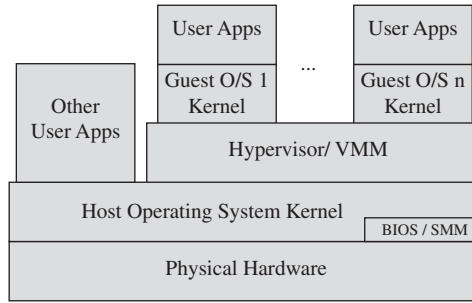 User Apps
User Apps
Guest O/S 1
Kernel
...
Guest O/S n
Kernel
Other
User Apps
Hypervisor/ VMM
Host Operating System Kernel
BIOS / SMM
Physical Hardware